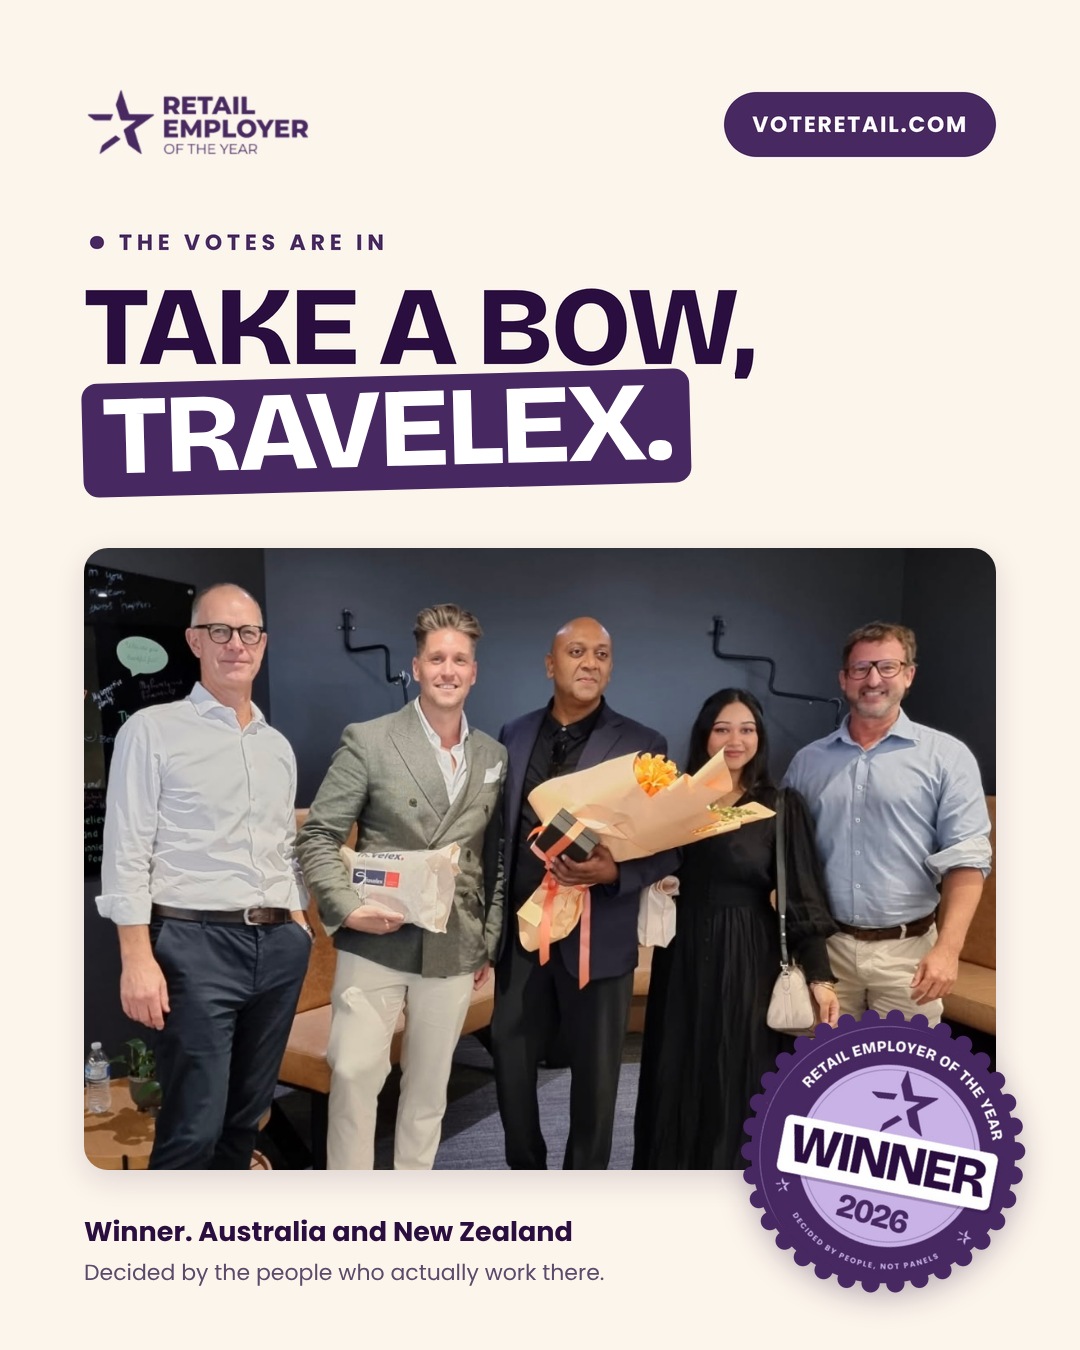 RETAIL
EMPLOYER
OF THE YEAR
VOTERETAIL.COM
THE VOTES ARE IN
TAKE A BOW,
TRAVELEX.
RETAIL EMPLOYER OF THE YEAR
WINNER
2026
DECIDED BY PEOPLE, NOT PANELS
Winner. Australia and New Zealand
Decided by the people who actually work there.